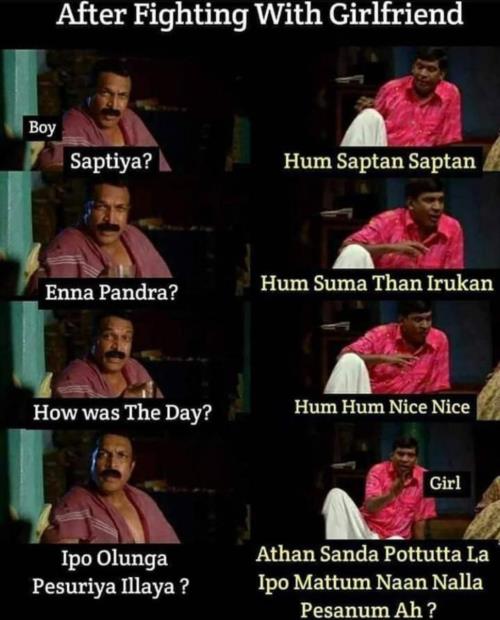 After Fighting With Girlfriend
Boy
Saptiya?
Hum Saptan Saptan
Enna Pandra?
Hum Suma Than Irukan
How was The Day?
Hum Hum Nice Nice
Girl
Ipo Olunga
Pesuriya Illaya ?
Athan Sanda Pottutta La
Ipo Mattum Naan Nalla
Pesanum Ah ?